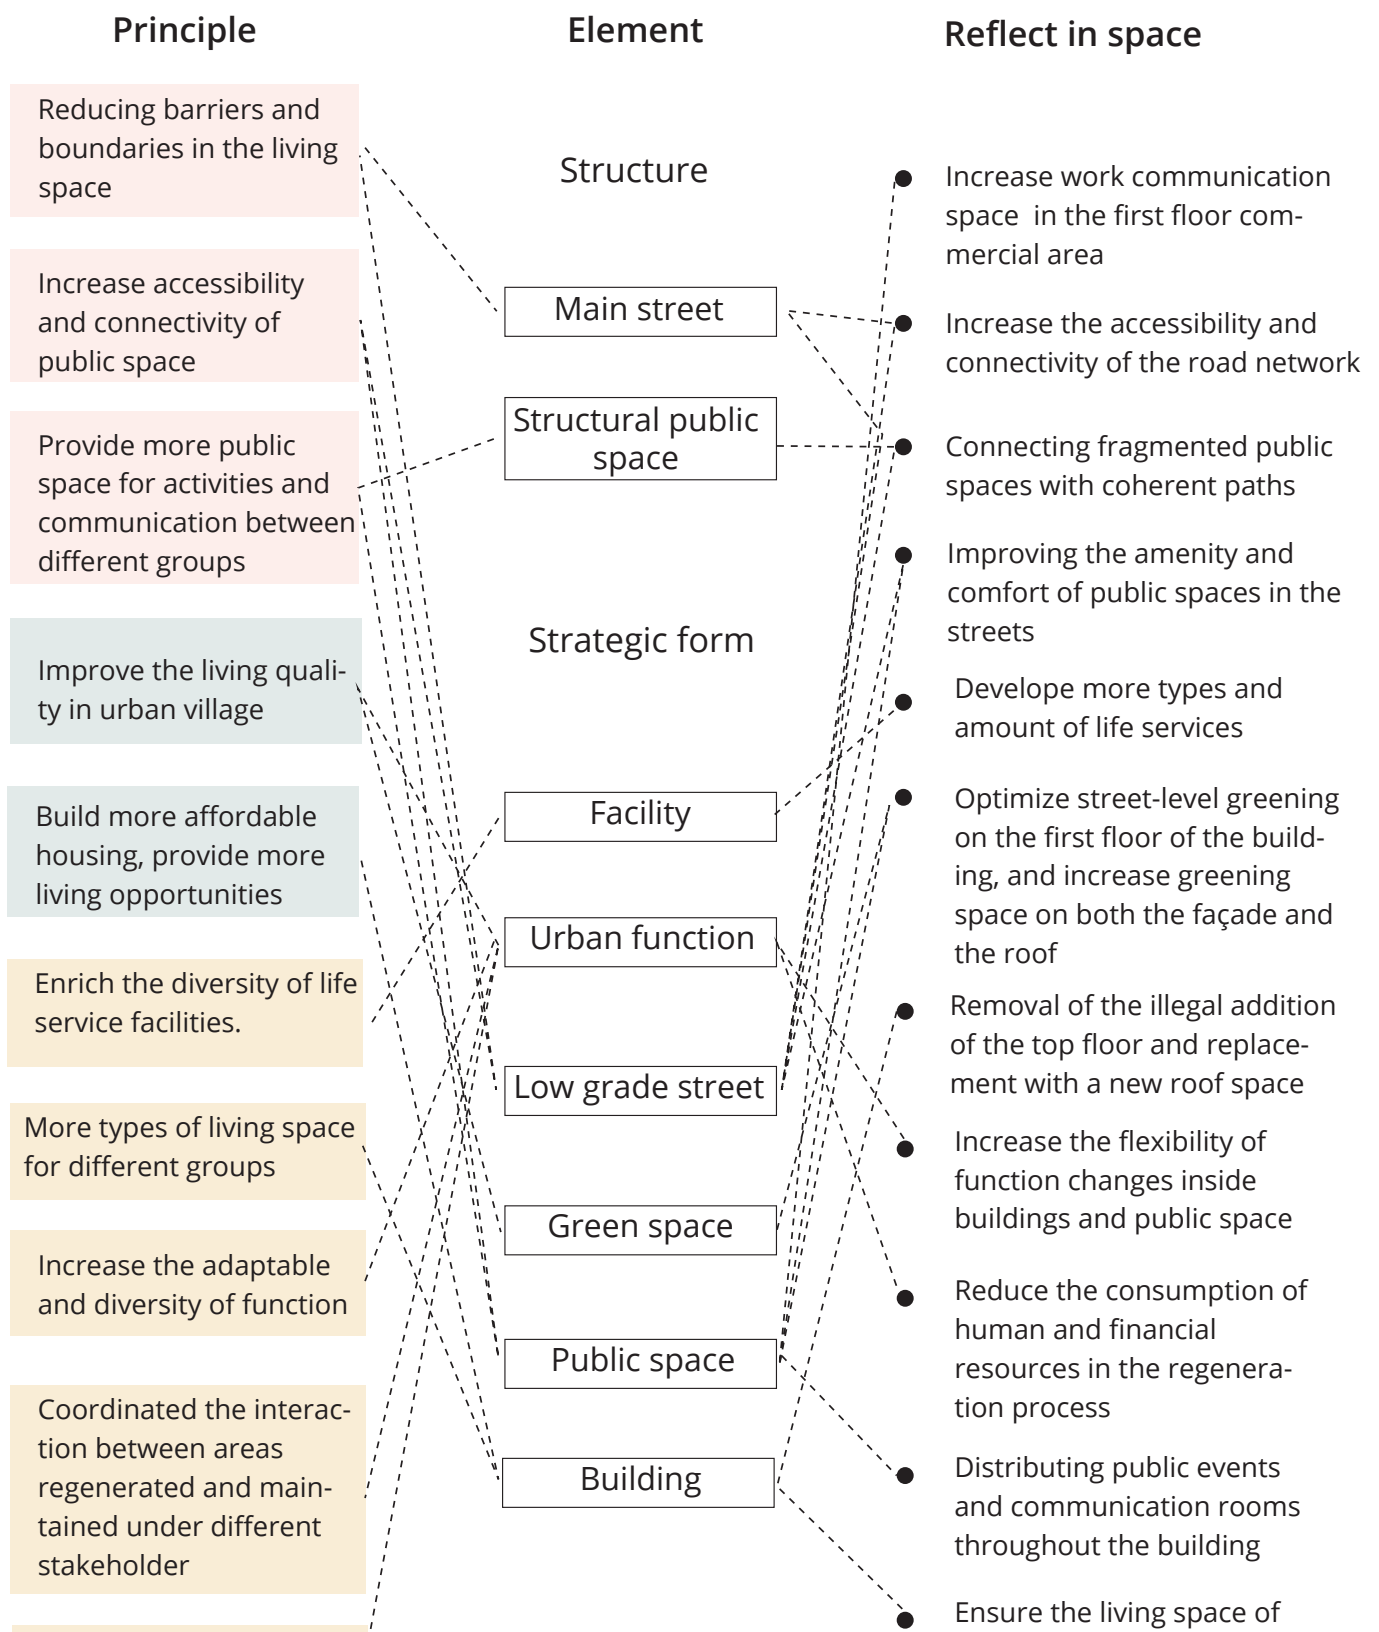 Principle
Element
Reflect in space
Reducing barriers and
boundaries in the living
space
Increase accessibility
and connectivity of
public space
Provide more public
space for activities and
communication between
different groups
Improve the living quali-
ty in urban village
Build more affordable
housing, provide more
living opportunities
Enrich the diversity of life
service facilities.
More types of living space
for different groups
Increase the adaptable
and diversity of function
Coordinated the interac-
tion between areas
regenerated and main-
tained under different
stakeholder
Structure
Main street
Structural public
space
Strategic form
Facility
Urban function
Low grade street
Green space
Public space
Building
Increase work communication
space in the first floor com-
mercial area
Increase the accessibility and
connectivity of the road network
Connecting fragmented public
spaces with coherent paths
Improving the amenity and
comfort of public spaces in the
streets
Develope more types and
amount of life services
Optimize street-level greening
on the first floor of the build-
ing, and increase greening
space on both the façade and
the roof
Removal of the illegal addition
of the top floor and replace-
ment with a new roof space
Increase the flexibility of
function changes inside
buildings and public space
Reduce the consumption of
human and financial
resources in the regenera-
tion process
Distributing public events
and communication rooms
throughout the building
Ensure the living space of